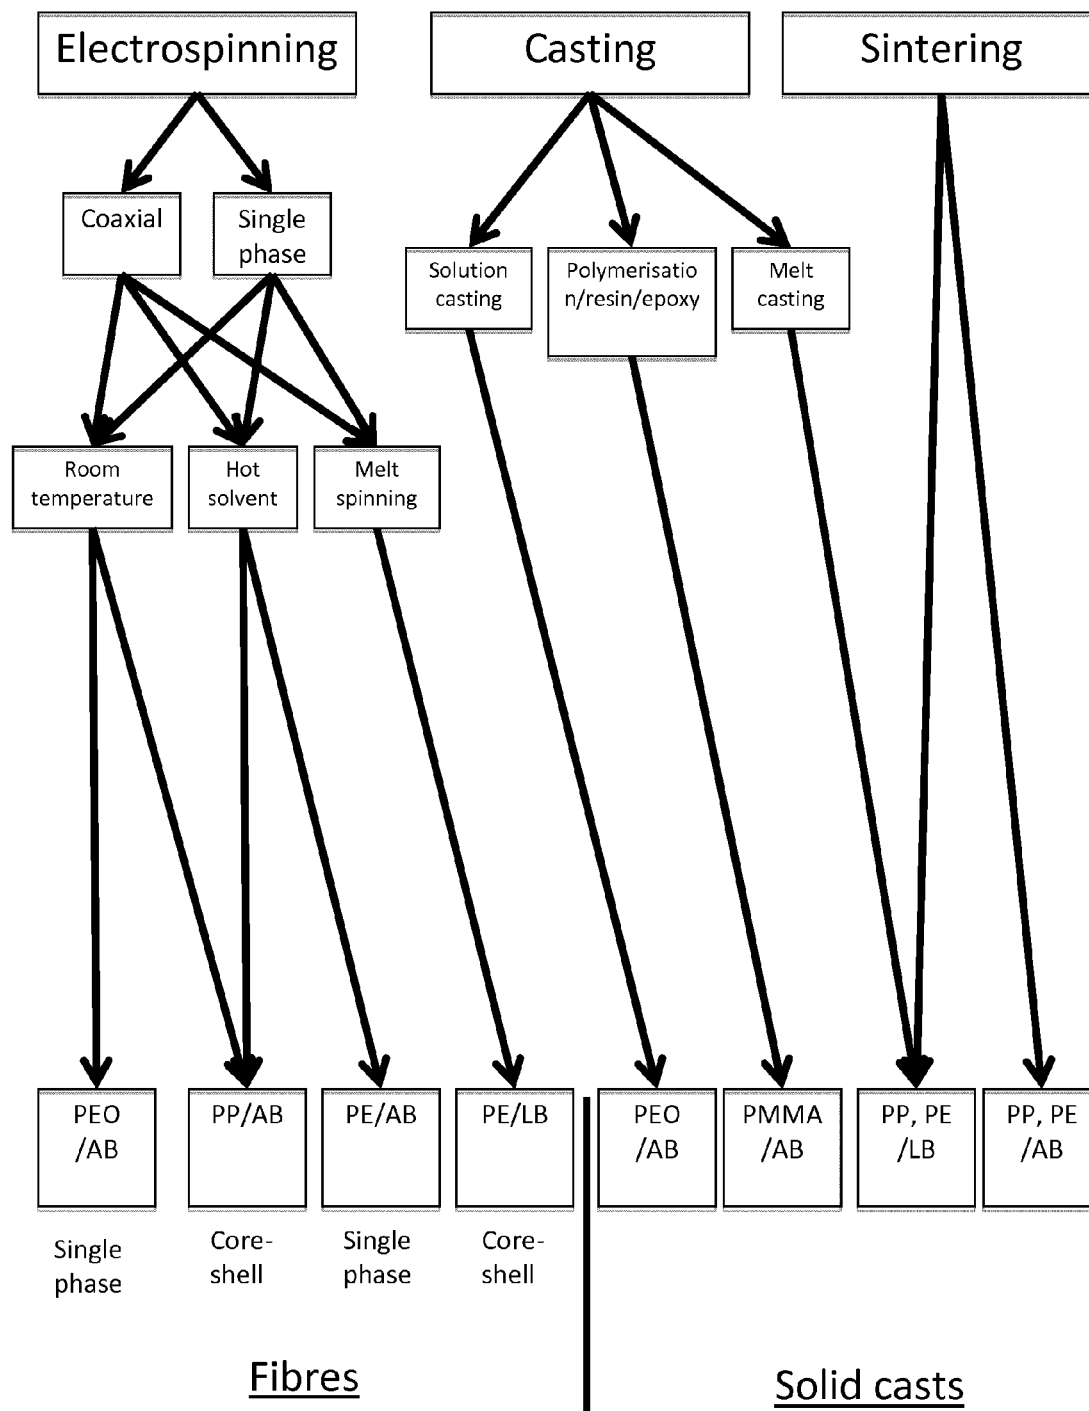 Electrospinning
Casting
Sintering
Coaxial
Single
phase
Solution
casting
Polymerisatio
n/resin/epoxy
Melt
casting
Room
temperature
Hot
solvent
Melt
spinning
PEO
/AB
PP/AB
PE/AB
PE/LB
PEO
/AB
PMMA
/AB
PP, PE
/LB
PP, PE
/AB
Single
phase
Core-
shell
Single
phase
Core-
shell
Fibres
Solid casts